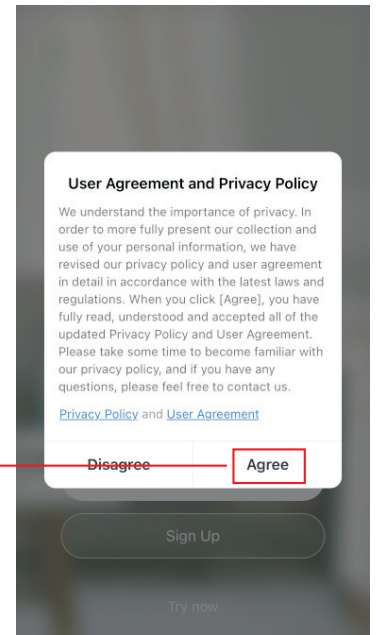 User Agreement and Privacy Policy
We understand the importance of privacy. In
order to more fully present our collection and
use of your personal information, we have
revised our privacy policy and user agreement
in detail in accordance with the latest laws and
regulations. When you click [Agree], you have
fully read, understood and accepted all of the
updated Privacy Policy and User Agreement.
Please take some time to become familiar with
our privacy policy, and if you have any
questions, please feel free to contact us.
Privacy Policy and User Agreement
Disagree Agree
Sign Up
Try now